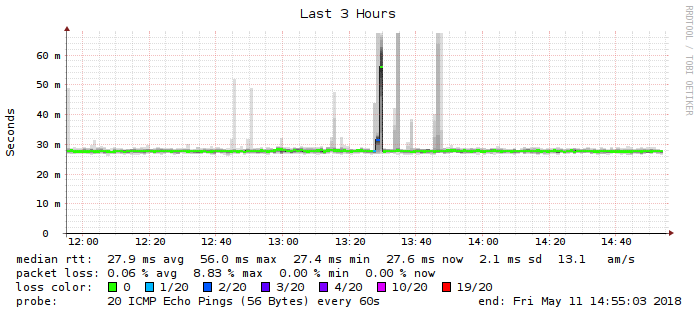 Last 3 Hours
RRDTOOL / TOBI OETIKER
Seconds
60 m
50 m
40 m
30 m
20 m
10 m
0
12:00 12:20 12:40 13:00 13:20 13:40 14:00 14:20 14:40
median rtt: 27.9 ms avg 56.0 ms max 27.4 ms min 27.6 ms now 2.1 ms sd 13.1 am/s
packet loss: 0.06 % avg 8.83 % max 0.00 % min 0.00 % now
loss color: 0 1/20 2/20 3/20 4/20 10/20 19/20
probe: 20 ICMP Echo Pings (56 Bytes) every 60s end: Fri May 11 14:55:03 2018